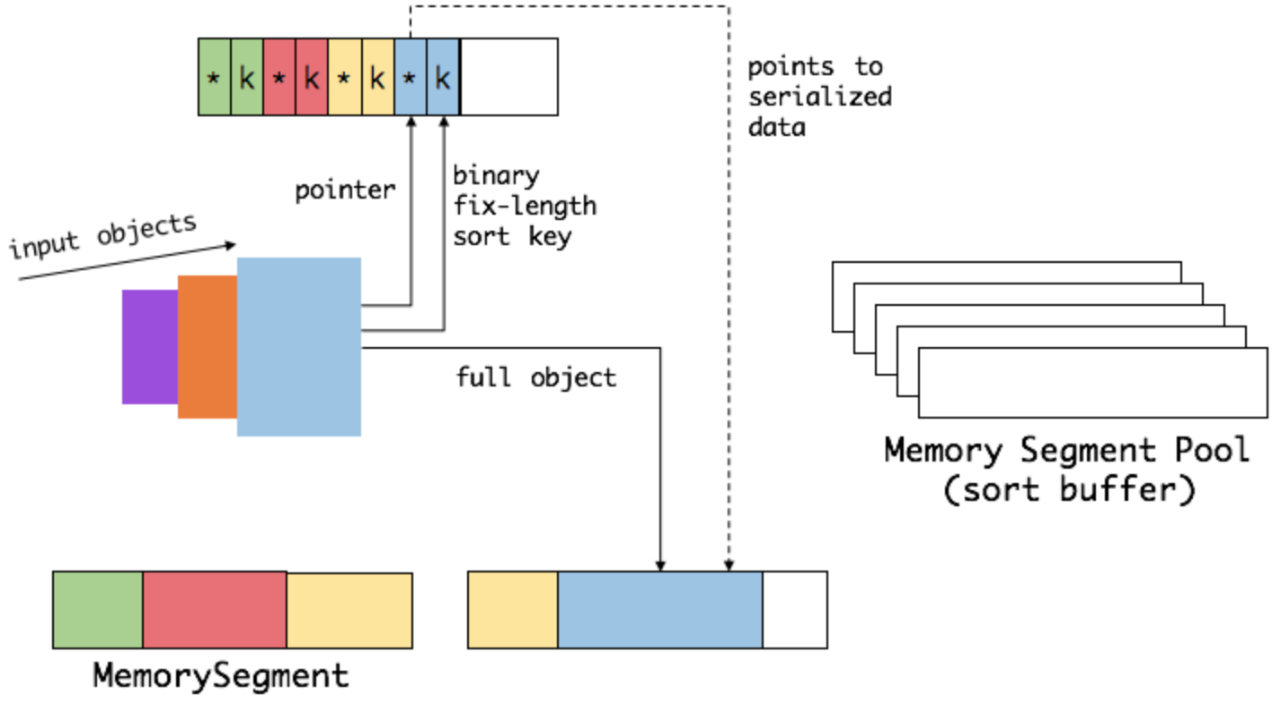 * k * k * k * k
points to
serialized
data
pointer
binary
fix-length
sort key
input objects
full object
Memory Segment Pool
(sort buffer)
MemorySegment